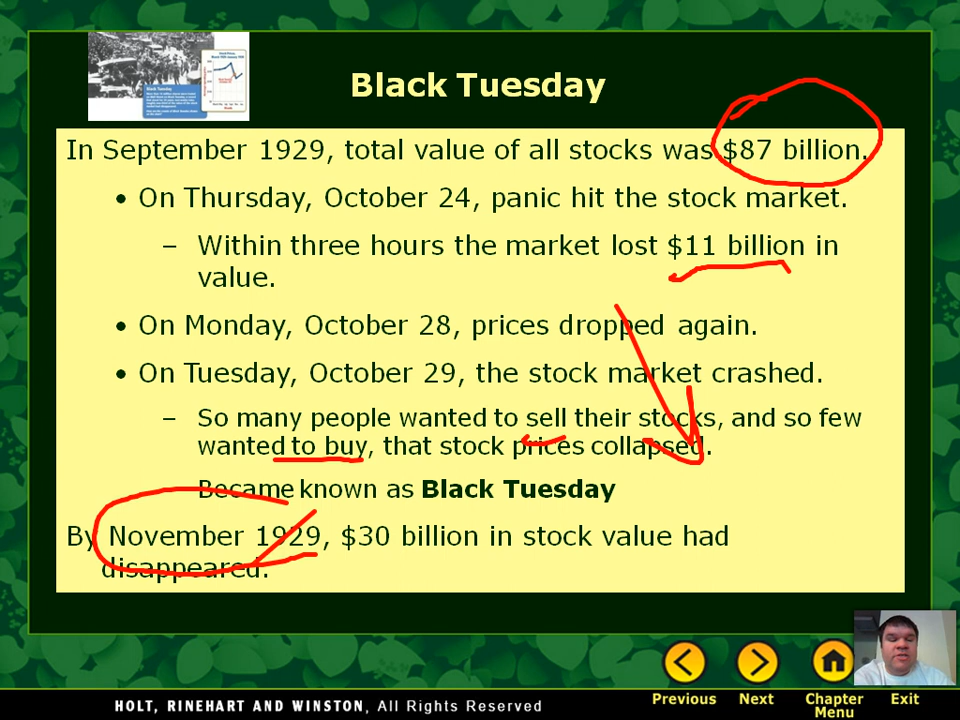 Black Tuesday
Black Tuesday
In September 1929, total value of all stocks was $87 billion.
• On Thursday, October 24, panic hit the stock market.
– Within three hours the market lost $11 billion in
value.
• On Monday, October 28, prices dropped again.
• On Tuesday, October 29, the stock market crashed.
– So many people wanted to sell their stocks, and so few
wanted to buy, that stock prices collapsed.
Became known as Black Tuesday
By November 1929, $30 billion in stock value had
disappeared.
Previous Next Chapter Menu Exit
HOLT, RINEHART AND WINSTON, All Rights Reserved